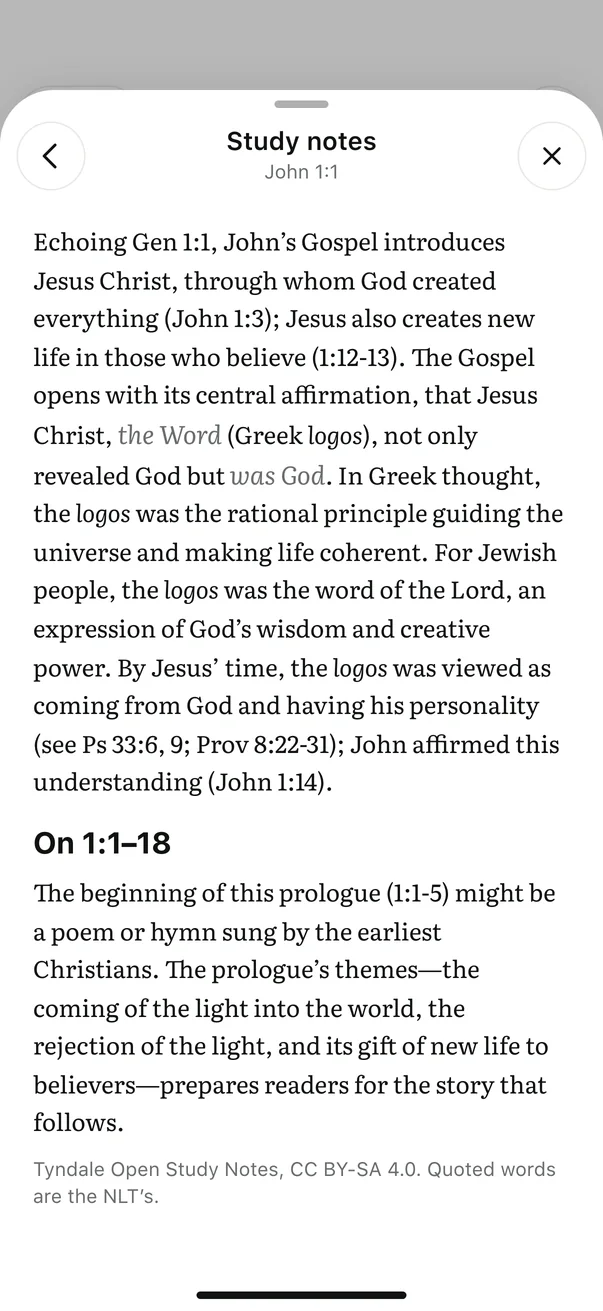 Study notes
John 1:1
Echoing Gen 1:1, John’s Gospel introduces
Jesus Christ, through whom God created
everything (John 1:3); Jesus also creates new
life in those who believe (1:12-13). The Gospel
opens with its central affirmation, that Jesus
Christ, the Word (Greek logos), not only
revealed God but was God. In Greek thought,
the logos was the rational principle guiding the
universe and making life coherent. For Jewish
people, the logos was the word of the Lord, an
expression of God’s wisdom and creative
power. By Jesus’ time, the logos was viewed as
coming from God and having his personality
(see Ps 33:6, 9; Prov 8:22-31); John affirmed this
understanding (John 1:14).
On 1:1–18
The beginning of this prologue (1:1-5) might be
a poem or hymn sung by the earliest
Christians. The prologue’s themes—the
coming of the light into the world, the
rejection of the light, and its gift of new life to
believers—prepares readers for the story that
follows.
Tyndale Open Study Notes, CC BY-SA 4.0. Quoted words
are the NLT’s.